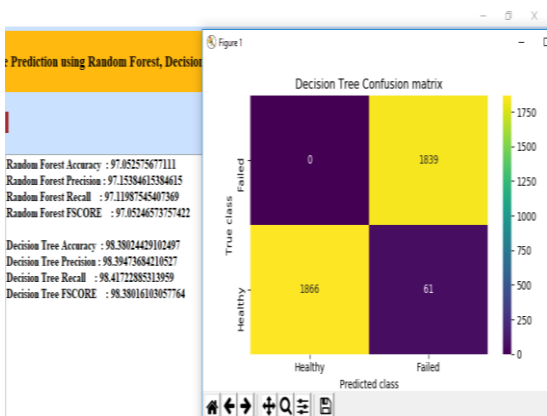 Figure 1
e Prediction using Random Forest, Decision
Random Forest Accuracy : 97.052575677111
Random Forest Precision : 97.15384615384615
Random Forest Recall : 97.11987545407369
Random Forest FSCORE : 97.05246573757422
Decision Tree Accuracy : 98.38024429102497
Decision Tree Precision : 98.39473684210527
Decision Tree Recall : 98.41722885313959
Decision Tree FSCORE : 98.38016103057764
Decision Tree Confusion matrix
True class
Failed
Healthy
0
1839
1866
61
Healthy
Failed
Predicted class
1750
1500
1250
1000
750
500
250
0